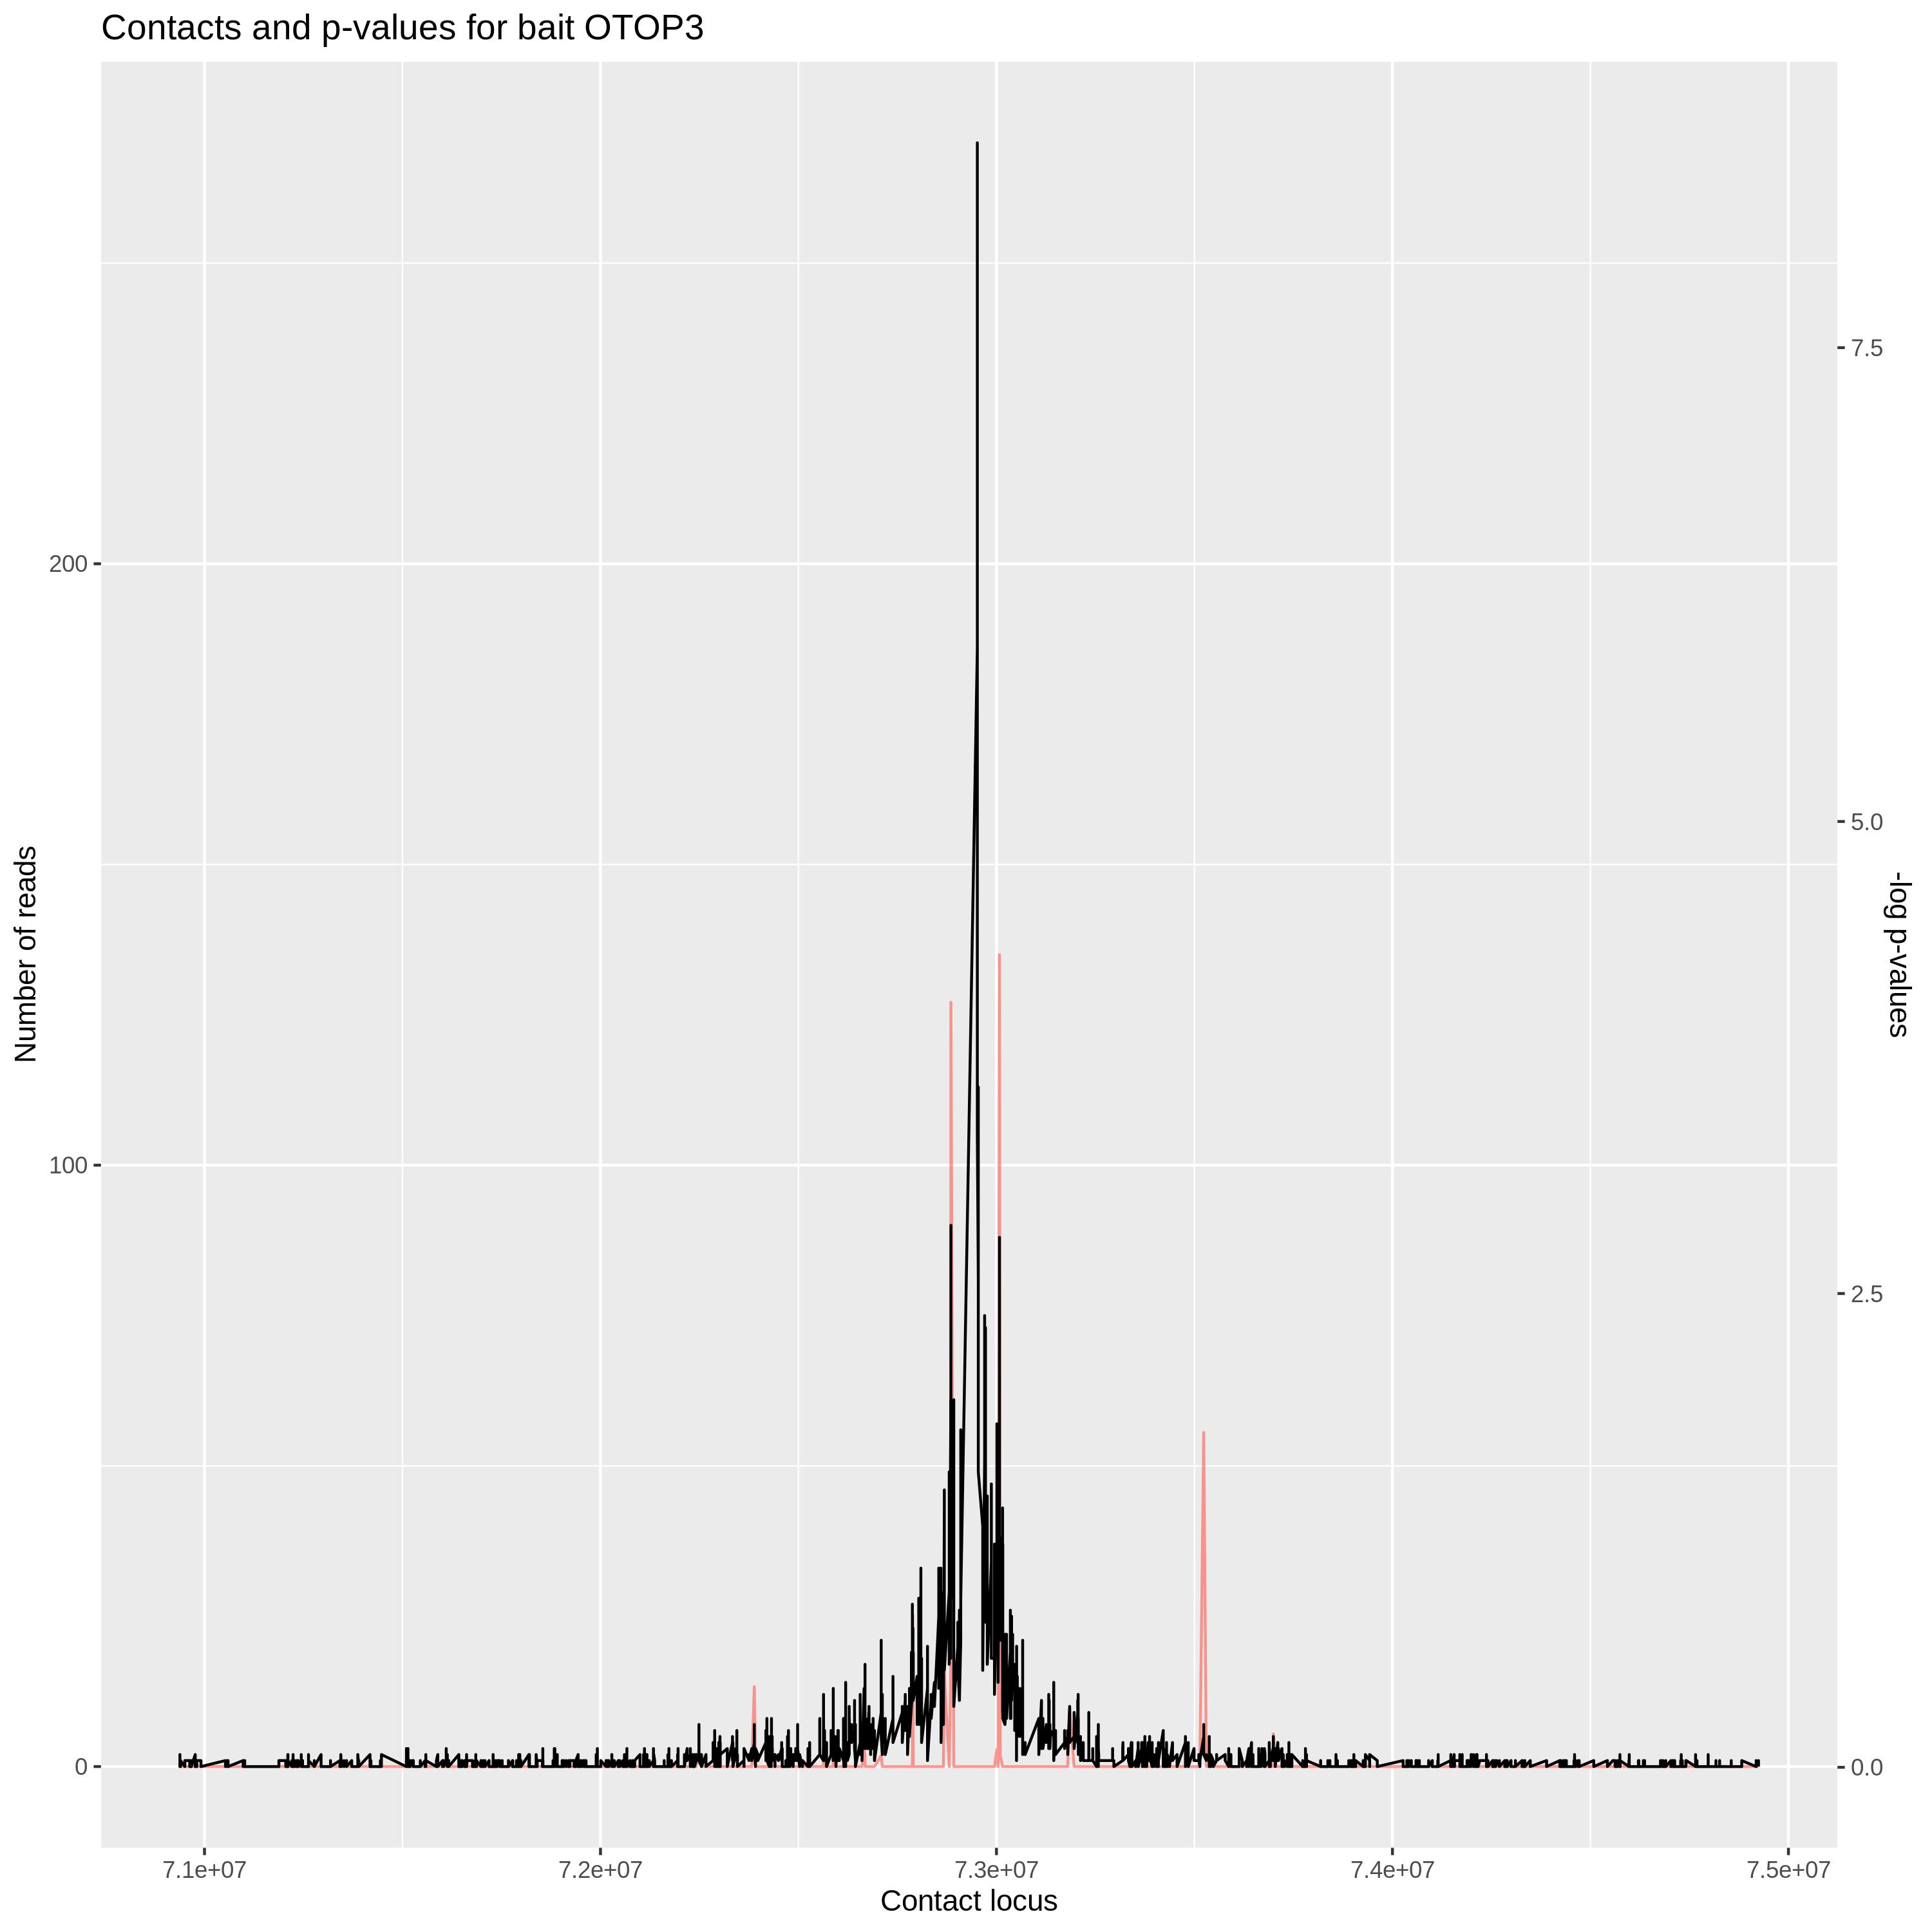 Contacts and p-values for bait OTOP3
Number of reads
200
100
0
7.5
5.0
2.5
0.0
-log p-values
7.1e+07
7.2e+07
7.3e+07
7.4e+07
7.5e+07
Contact locus